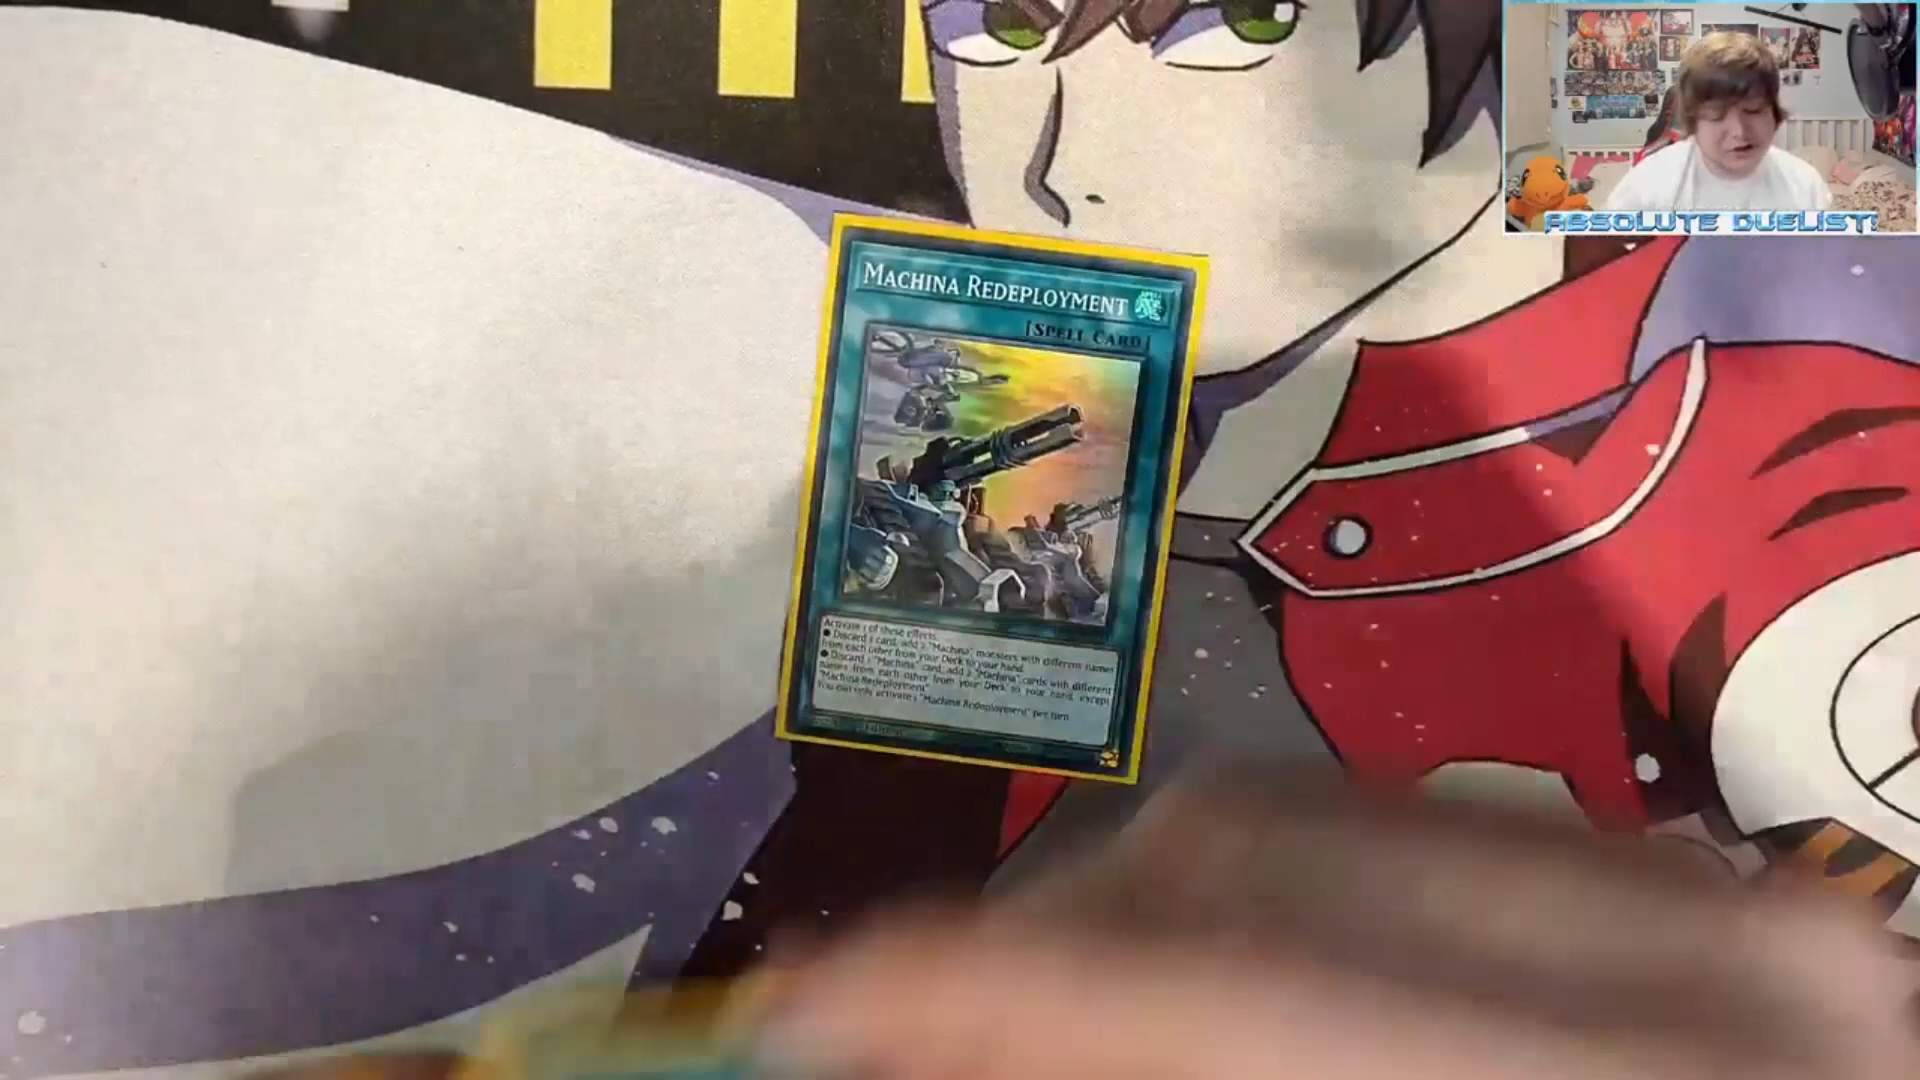 ABSOLUTE DUELIST!
MACHINA REDEPLOYMENT
[SPELL CARD]
Activate 1 of these effects.
● Discard 1 card; add 2 "Machina" monsters with different names
from each other from your Deck to your hand.
● Discard 1 "Machina" card; add 2 "Machina" cards with different
names from each other from your Deck to your hand, except
"Machina Redeployment".
You can only activate 1 "Machina Redeployment" per turn.